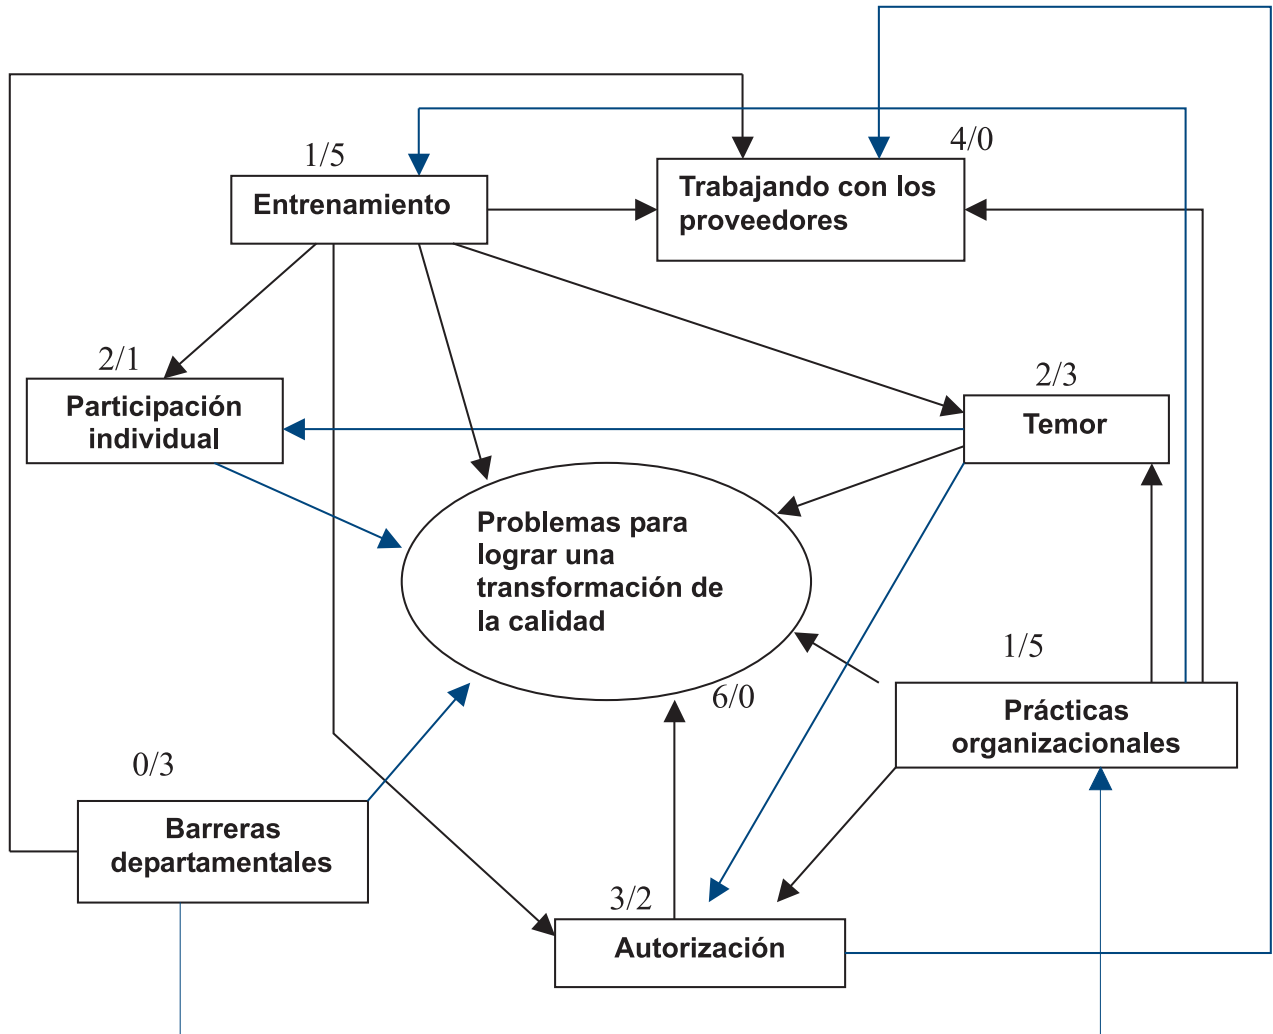 4/0
1/5
Trabajando con los
proveedores
Entrenamiento
2/1
2/3
Participación
individual
Temor
Problemas para
lograr una
transformación de
la calidad
1/5
6/0
Prácticas
organizacionales
0/3
Barreras
departamentales
3/2
Autorización